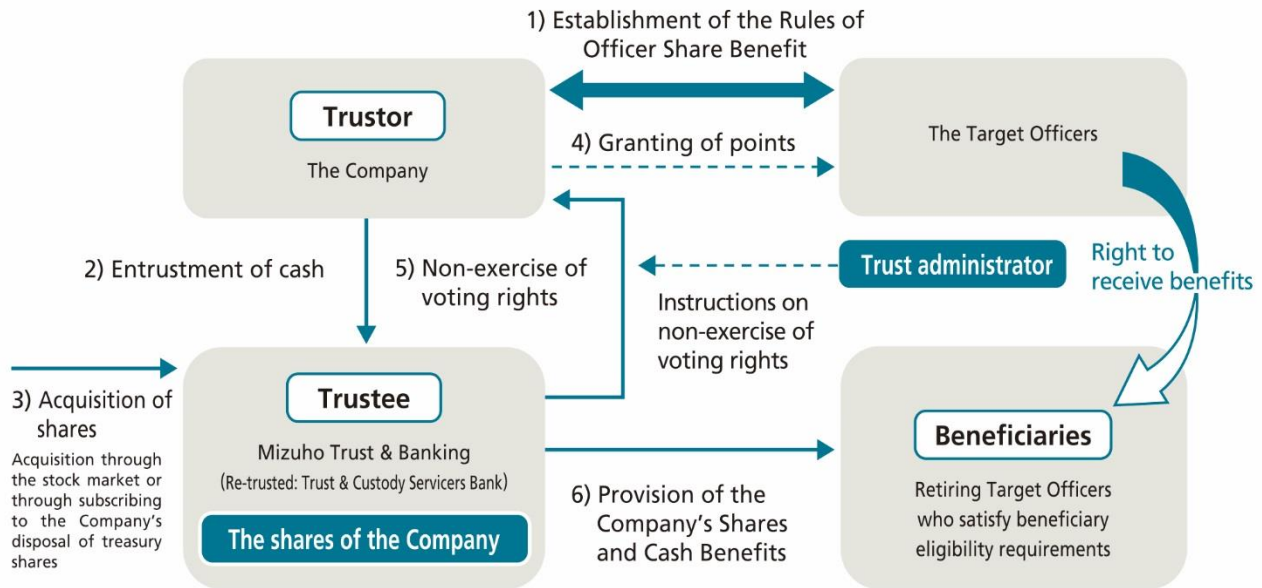 1) Establishment of the Rules of
Officer Share Benefit
Trustor
The Company
4) Granting of points
The Target Officers
2) Entrustment of cash
5) Non-exercise of
voting rights
Trust administrator
Instructions on
non-exercise of
voting rights
Right to
receive benefits
3) Acquisition of
shares
Acquisition through
the stock market or
through subscribing
to the Company's
disposal of treasury
shares
Trustee
Mizuho Trust & Banking
(Re-trusted: Trust & Custody Servicers Bank)
The shares of the Company
6) Provision of the
Company's Shares
and Cash Benefits
Beneficiaries
Retiring Target Officers
who satisfy beneficiary
eligibility requirements